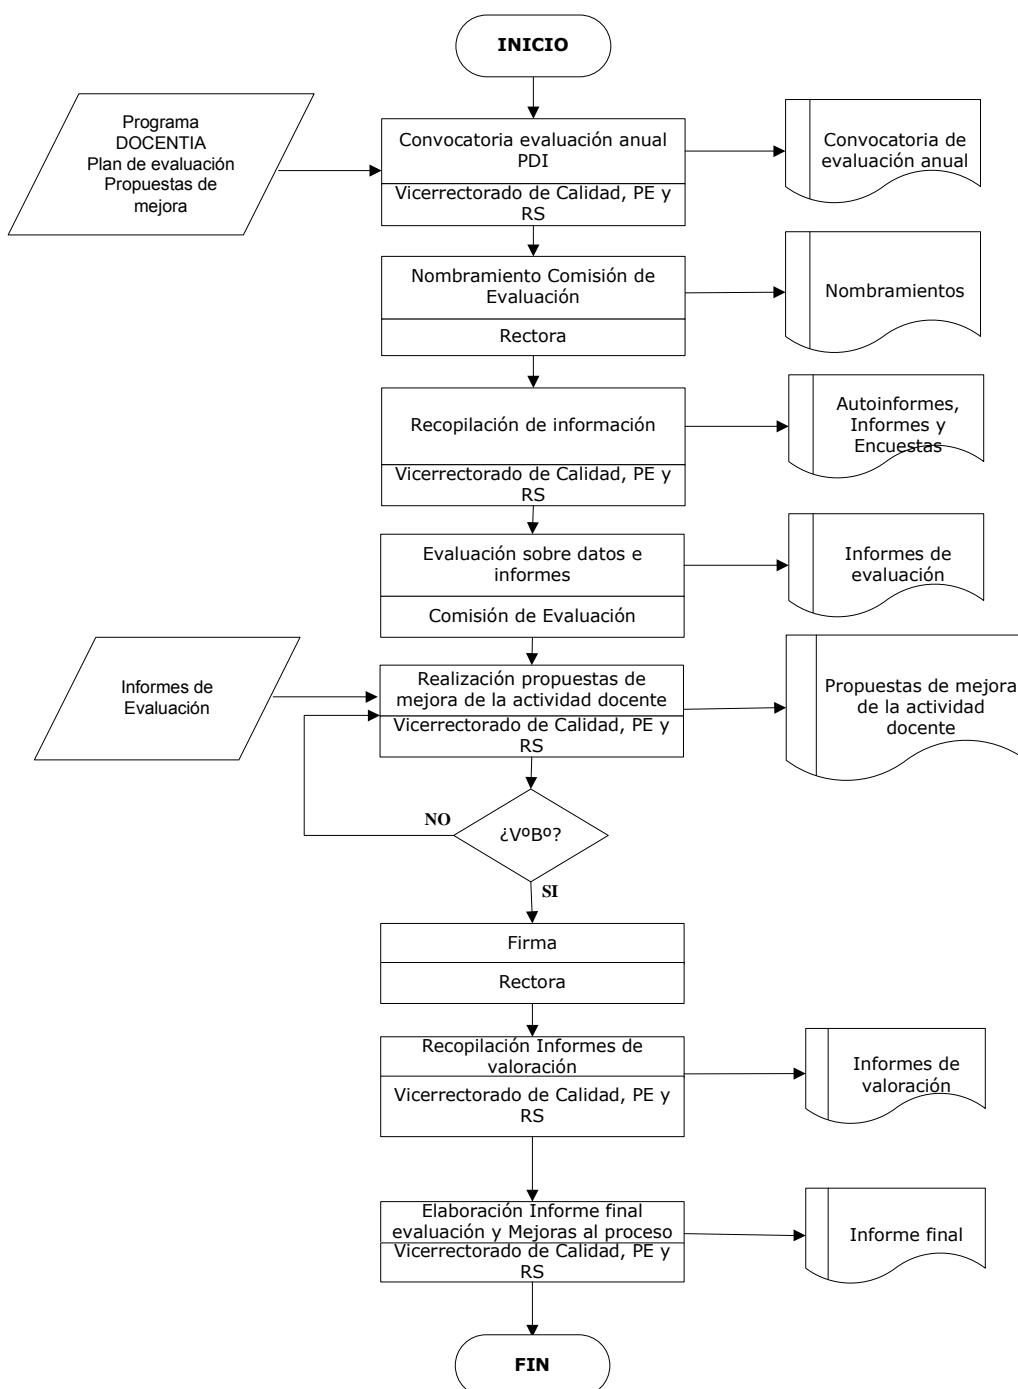 INICIO
Programa
DOCENTIA
Plan de evaluación
Propuestas de
mejora
Convocatoria evaluación anual
PDI
Vicerrectorado de Calidad, PE y
RS
Convocatoria de
evaluación anual
Nombramiento Comisión de
Evaluación
Rectora
Nombramientos
Recopilación de información
Vicerrectorado de Calidad, PE y
RS
Autoinformes,
Informes y
Encuestas
Evaluación sobre datos e
informes
Comisión de Evaluación
Informes de
evaluación
Informes de
Evaluación
Realización propuestas de
mejora de la actividad docente
Vicerrectorado de Calidad, PE y
RS
Propuestas de mejora
de la actividad
docente
NO
¿VºBº?
SI
Firma
Rectora
Recopilación Informes de
valoración
Vicerrectorado de Calidad, PE y
RS
Informes de
valoración
Elaboración Informe final
evaluación y Mejoras al proceso
Vicerrectorado de Calidad, PE y
RS
Informe final
FIN